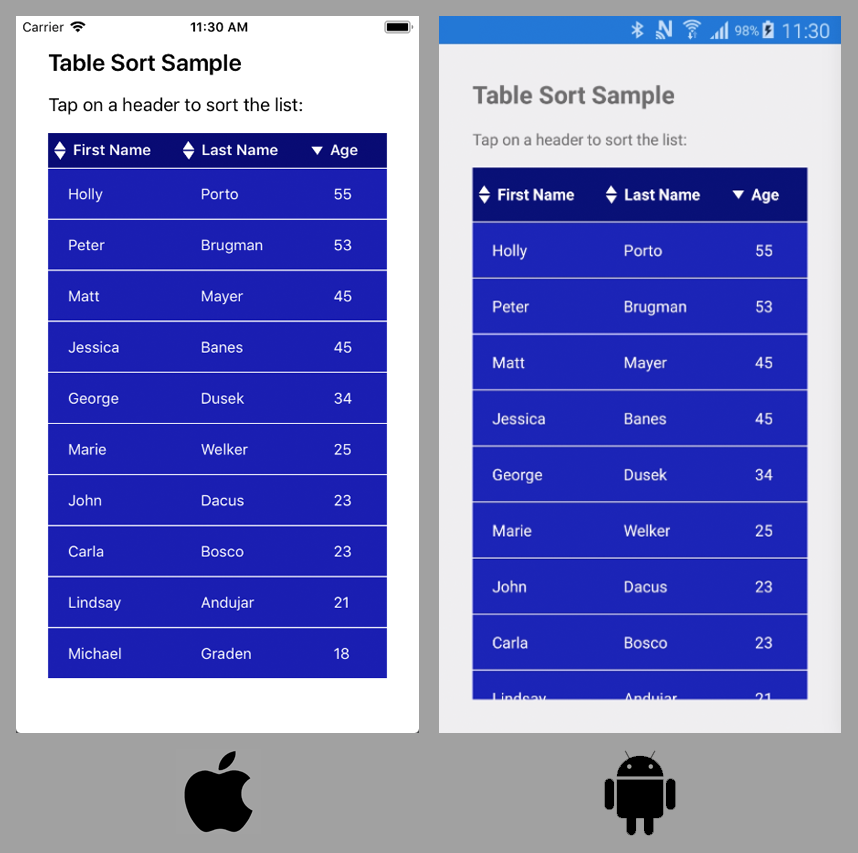 Carrier 11:30 AM
Table Sort Sample
Tap on a header to sort the list:
First Name Last Name Age
Holly Porto 55
Peter Brugman 53
Matt Mayer 45
Jessica Banes 45
George Dusek 34
Marie Welker 25
John Dacus 23
Carla Bosco 23
Lindsay Andujar 21
Michael Graden 18
98% 11:30
Table Sort Sample
Tap on a header to sort the list:
First Name Last Name Age
Holly Porto 55
Peter Brugman 53
Matt Mayer 45
Jessica Banes 45
George Dusek 34
Marie Welker 25
John Dacus 23
Carla Bosco 23
Lindsay Andujar 21